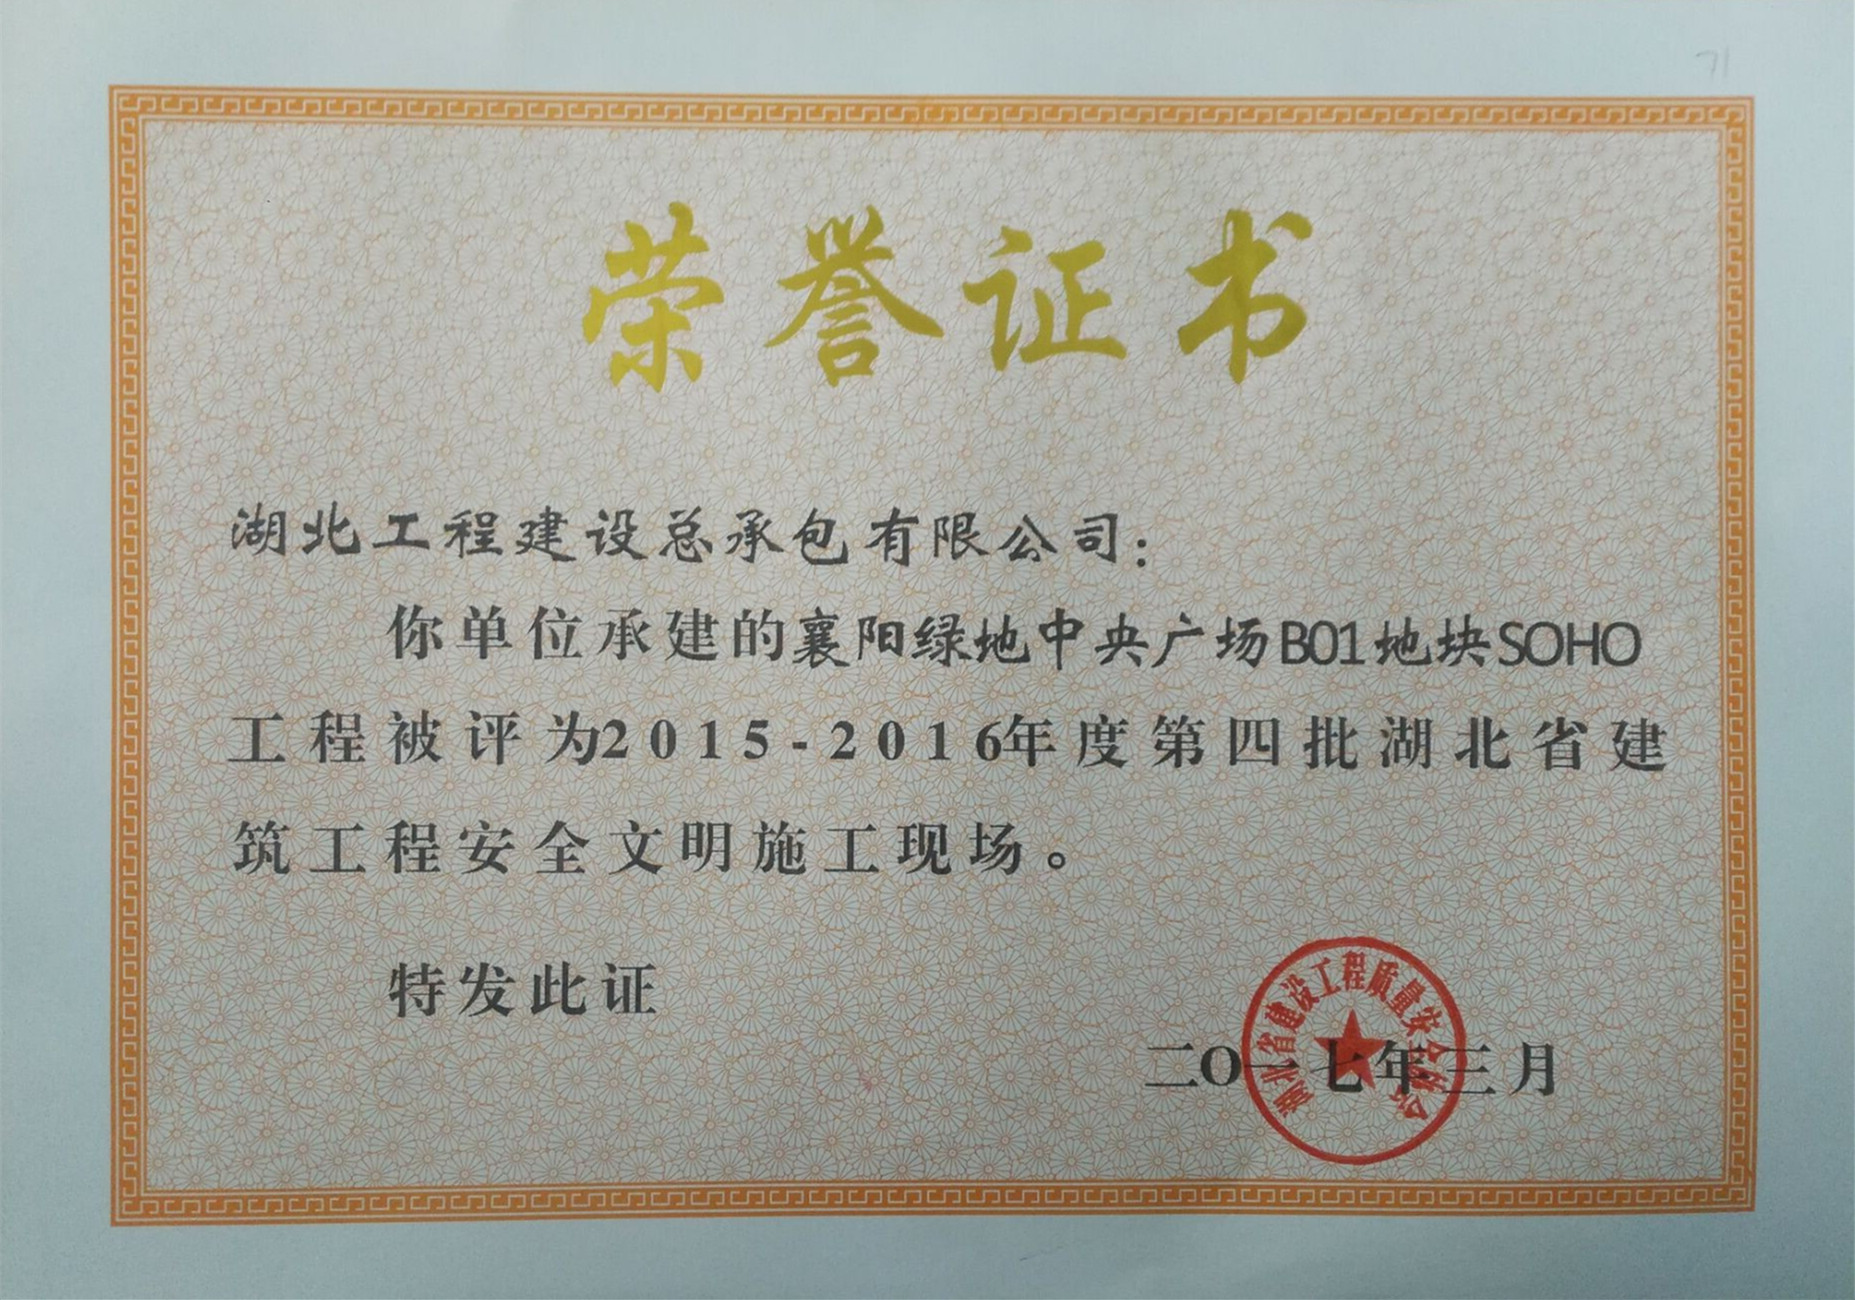 71
荣誉证书
湖北工程建设总承包有限公司：
你单位承建的襄阳绿地中央广场B01地块SOHO
工程被评为2015-2016年度第四批湖北省建
筑工程安全文明施工现场。
特发此证
湖北省建设工程质量安全协会
二〇一七年三月